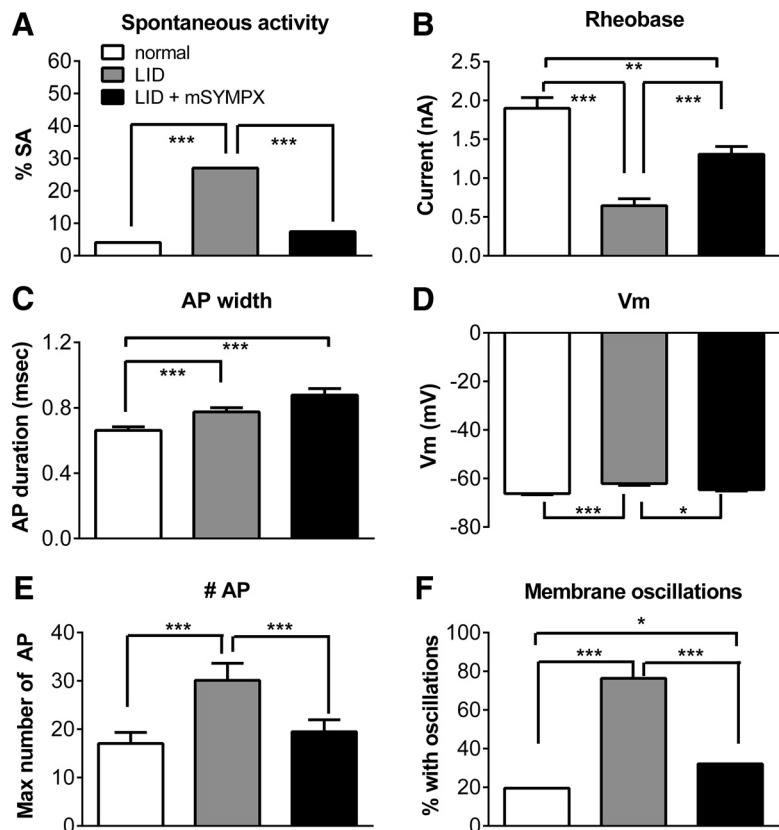 A Spontaneous activity
normal
LID
LID + mSYMPX
60
50
40
30
20
10
0
% SA
*** ***
B Rheobase
2.5
2.0
1.5
1.0
0.5
0.0
Current (nA)
**
*** ***
C AP width
1.2
0.8
0.4
0.0
AP duration (msec)
***
***
D Vm
0
-20
-40
-60
-80
Vm (mV)
*** *
E # AP
40
30
20
10
0
Max number of AP
*** ***
F Membrane oscillations
100
80
60
40
20
0
% with oscillations
*
*** ***